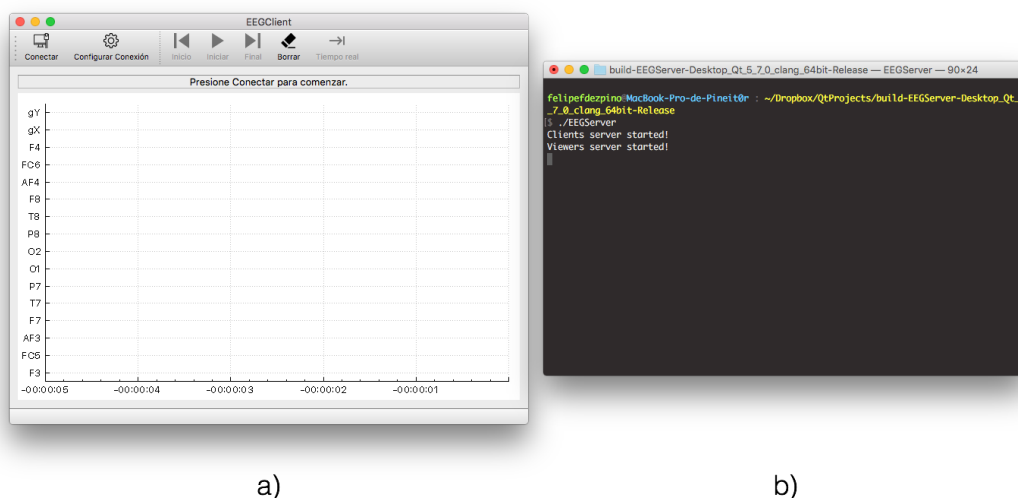 EEGClient
Conectar Configurar Conexión Inicio Iniciar Final Borrar Tiempo real
Presione Conectar para comenzar.
gY
gX
F4
FC6
AF4
F8
T8
P8
O2
O1
P7
T7
F7
AF3
FC5
F3
-00:00:05 -00:00:04 -00:00:03 -00:00:02 -00:00:01
a)
build-EEGServer-Desktop_Qt_5_7_0_clang_64bit-Release — EEGServer — 90×24
felipefdezpino@MacBook-Pro-de-Pineit0r : ~/Dropbox/QtProjects/build-EEGServer-Desktop_Qt_
_7_0_clang_64bit-Release
[$ ./EEGServer
Clients server started!
Viewers server started!
b)